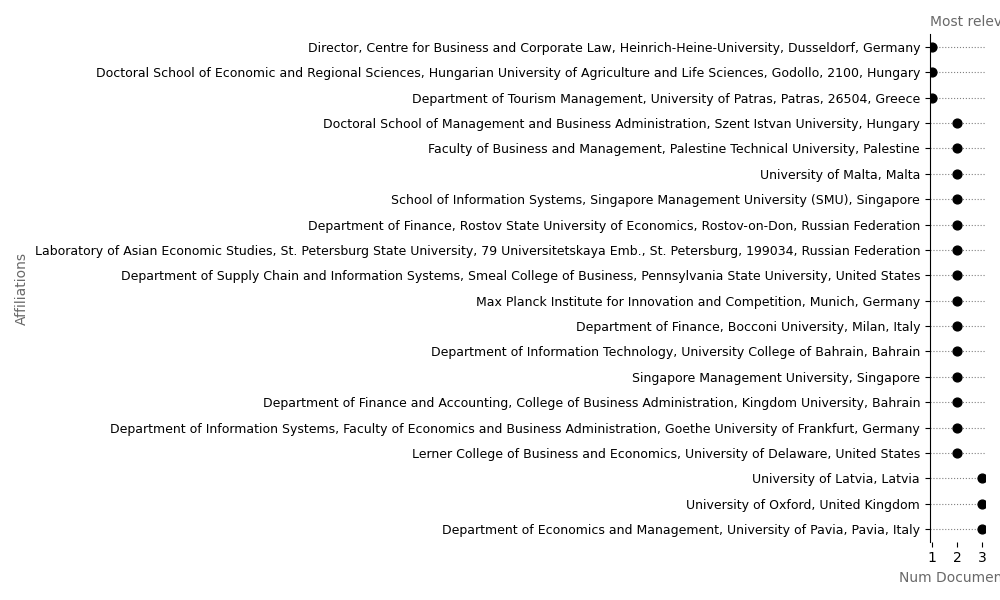 Most relev
Director, Centre for Business and Corporate Law, Heinrich-Heine-University, Dusseldorf, Germany
Doctoral School of Economic and Regional Sciences, Hungarian University of Agriculture and Life Sciences, Godollo, 2100, Hungary
Department of Tourism Management, University of Patras, Patras, 26504, Greece
Doctoral School of Management and Business Administration, Szent Istvan University, Hungary
Faculty of Business and Management, Palestine Technical University, Palestine
University of Malta, Malta
School of Information Systems, Singapore Management University (SMU), Singapore
Department of Finance, Rostov State University of Economics, Rostov-on-Don, Russian Federation
Laboratory of Asian Economic Studies, St. Petersburg State University, 79 Universitetskaya Emb., St. Petersburg, 199034, Russian Federation
Department of Supply Chain and Information Systems, Smeal College of Business, Pennsylvania State University, United States
Max Planck Institute for Innovation and Competition, Munich, Germany
Department of Finance, Bocconi University, Milan, Italy
Department of Information Technology, University College of Bahrain, Bahrain
Singapore Management University, Singapore
Department of Finance and Accounting, College of Business Administration, Kingdom University, Bahrain
Department of Information Systems, Faculty of Economics and Business Administration, Goethe University of Frankfurt, Germany
Lerner College of Business and Economics, University of Delaware, United States
University of Latvia, Latvia
University of Oxford, United Kingdom
Department of Economics and Management, University of Pavia, Pavia, Italy
Affiliations
1 2 3
Num Documen